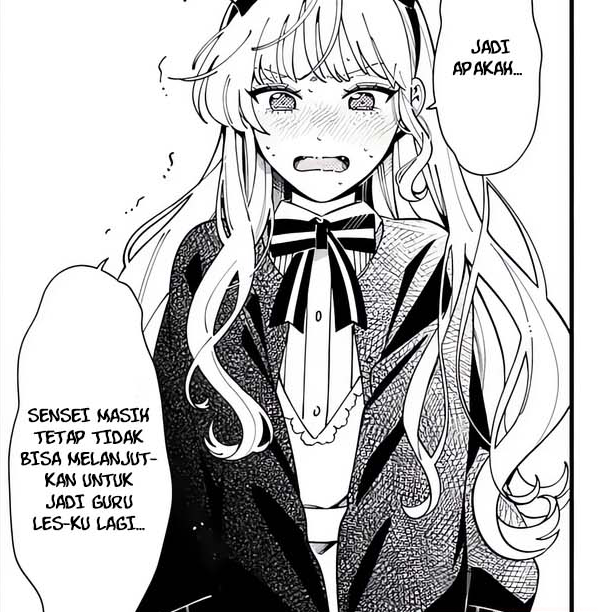 JADI
APAKAH...
SENSEI MASIH
TETAP TIDAK
BISA MELANJUT-
KAN UNTUK
JADI GURU
LES-KU LAGI...